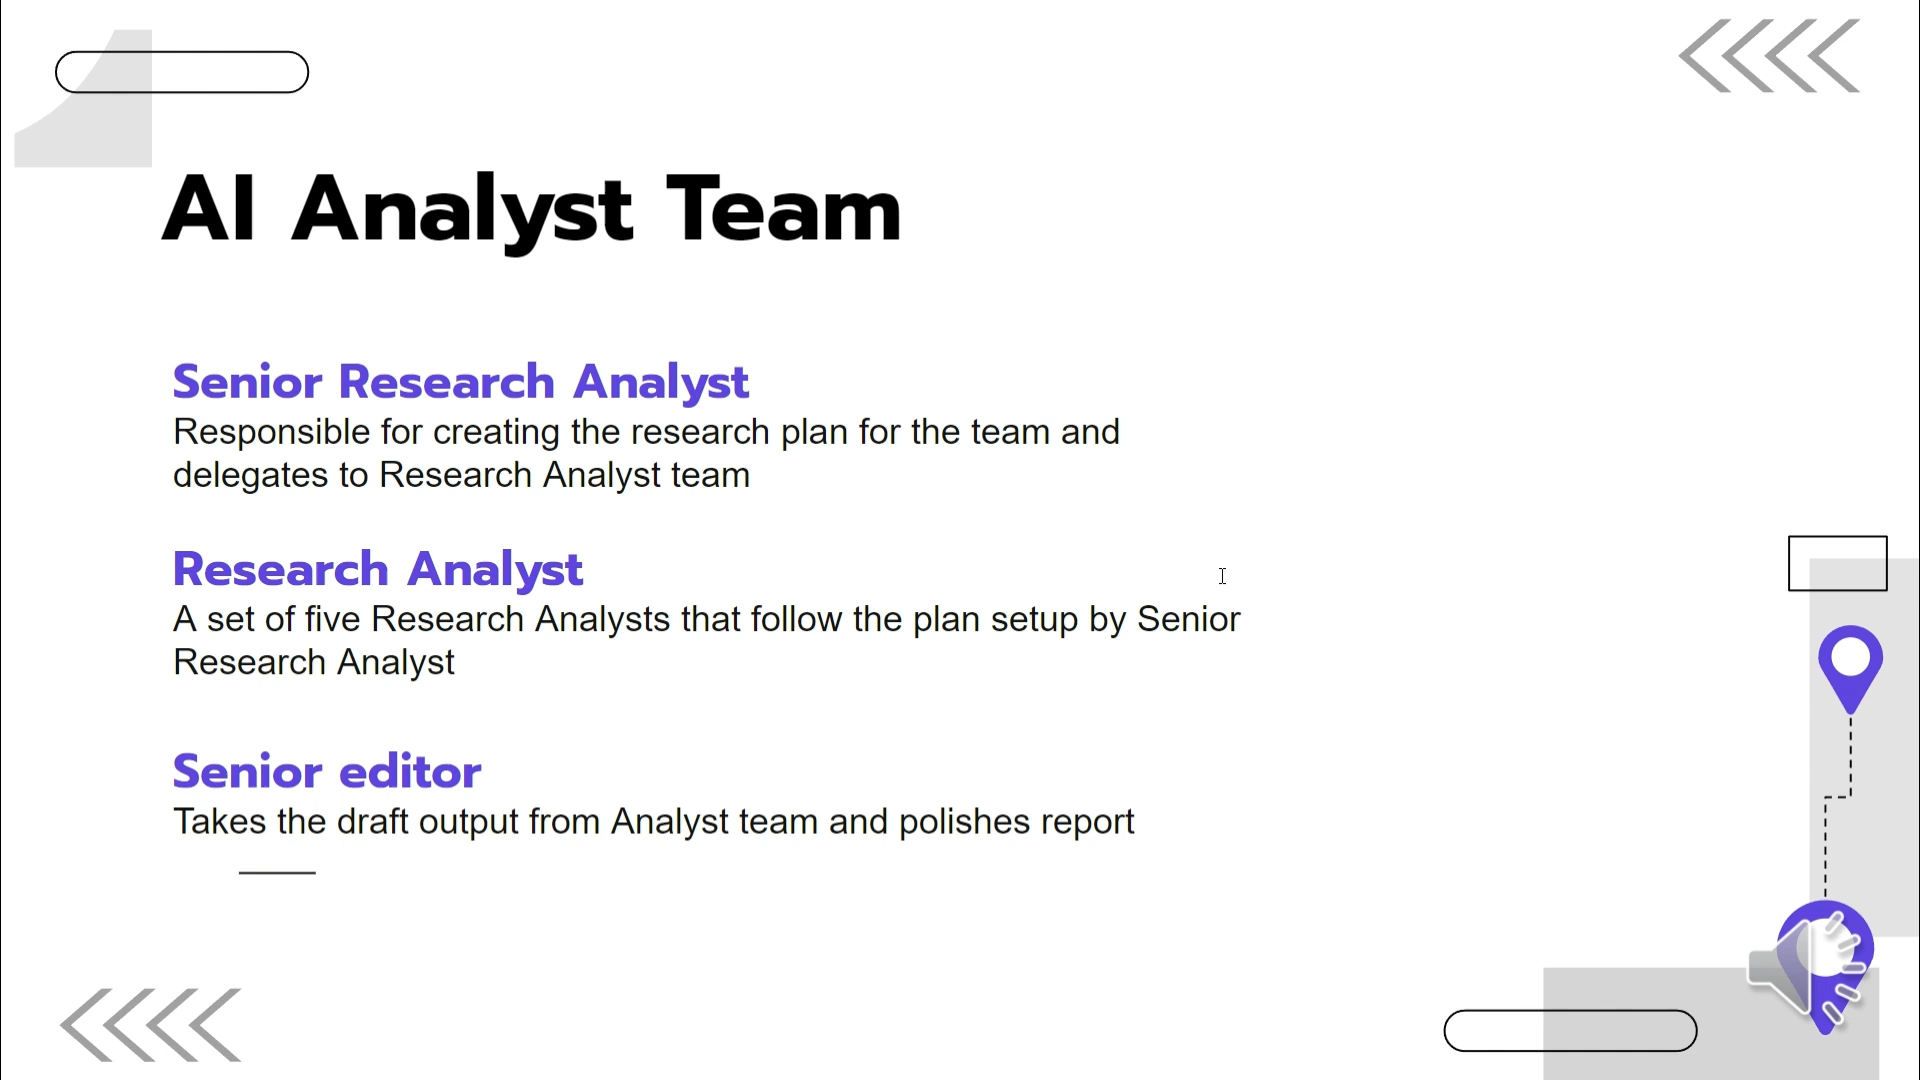 AI Analyst Team
Senior Research Analyst
Responsible for creating the research plan for the team and
delegates to Research Analyst team
Research Analyst
A set of five Research Analysts that follow the plan setup by Senior
Research Analyst
Senior editor
Takes the draft output from Analyst team and polishes report